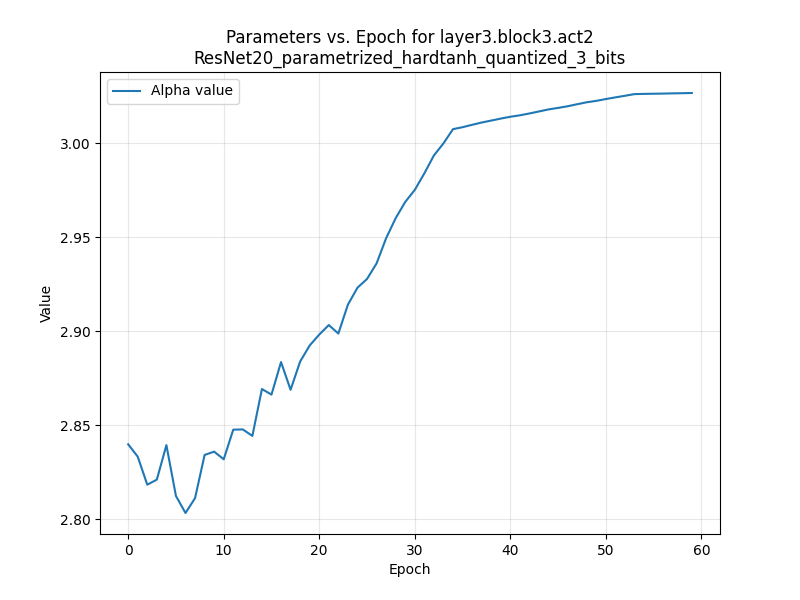 Parameters vs. Epoch for layer3.block3.act2
ResNet20_parametrized_hardtanh_quantized_3_bits
Alpha value
3.00
2.95
2.90
2.85
2.80
Value
0 10 20 30 40 50 60
Epoch